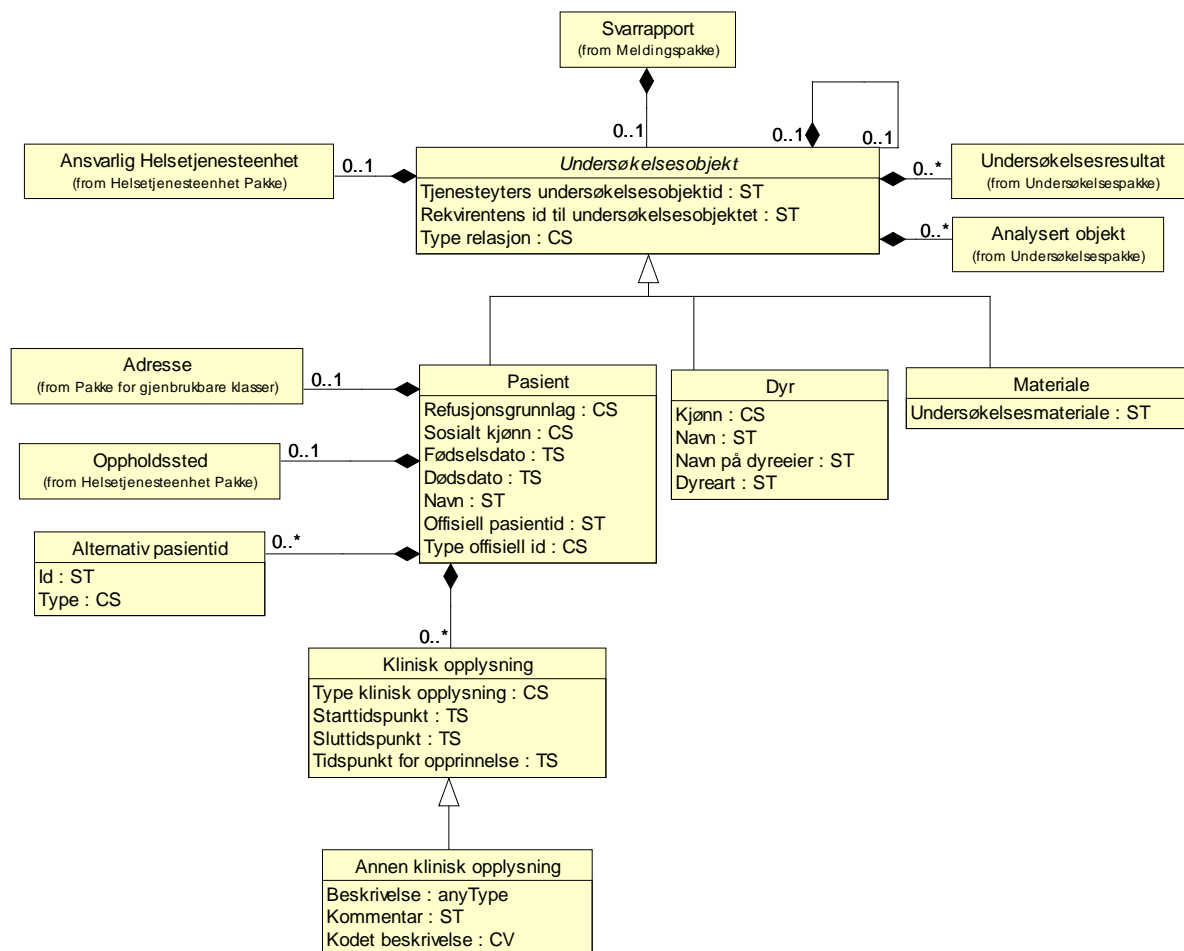 Svarrapport
(from Meldingspakke)
0..1
0..1
0..1
Ansvarlig Helsetjenesteenhet
(from Helsetjenesteenhet Pakke)
0..1
Undersøkelsesobjekt
Tjenesteyters undersøkelsesobjektid : ST
Rekvirentens id til undersøkelsesobjektet : ST
Type relasjon : CS
0..*
Undersøkelsesresultat
(from Undersøkelsespakke)
0..*
Analysert objekt
(from Undersøkelsespakke)
Adresse
(from Pakke for gjenbrukbare klasser)
0..1
Oppholdssted
(from Helsetjenesteenhet Pakke)
0..1
Alternativ pasientid
Id : ST
Type : CS
0..*
Pasient
Refusjonsgrunnlag : CS
Sosialt kjønn : CS
Fødselsdato : TS
Dødsdato : TS
Navn : ST
Offisiell pasientid : ST
Type offisiell id : CS
Dyr
Kjønn : CS
Navn : ST
Navn på dyreeier : ST
Dyreart : ST
Materiale
Undersøkelsesmateriale : ST
0..*
Klinisk opplysning
Type klinisk opplysning : CS
Starttidspunkt : TS
Sluttidspunkt : TS
Tidspunkt for opprinnelse : TS
Annen klinisk opplysning
Beskrivelse : anyType
Kommentar : ST
Kodet beskrivelse : CV